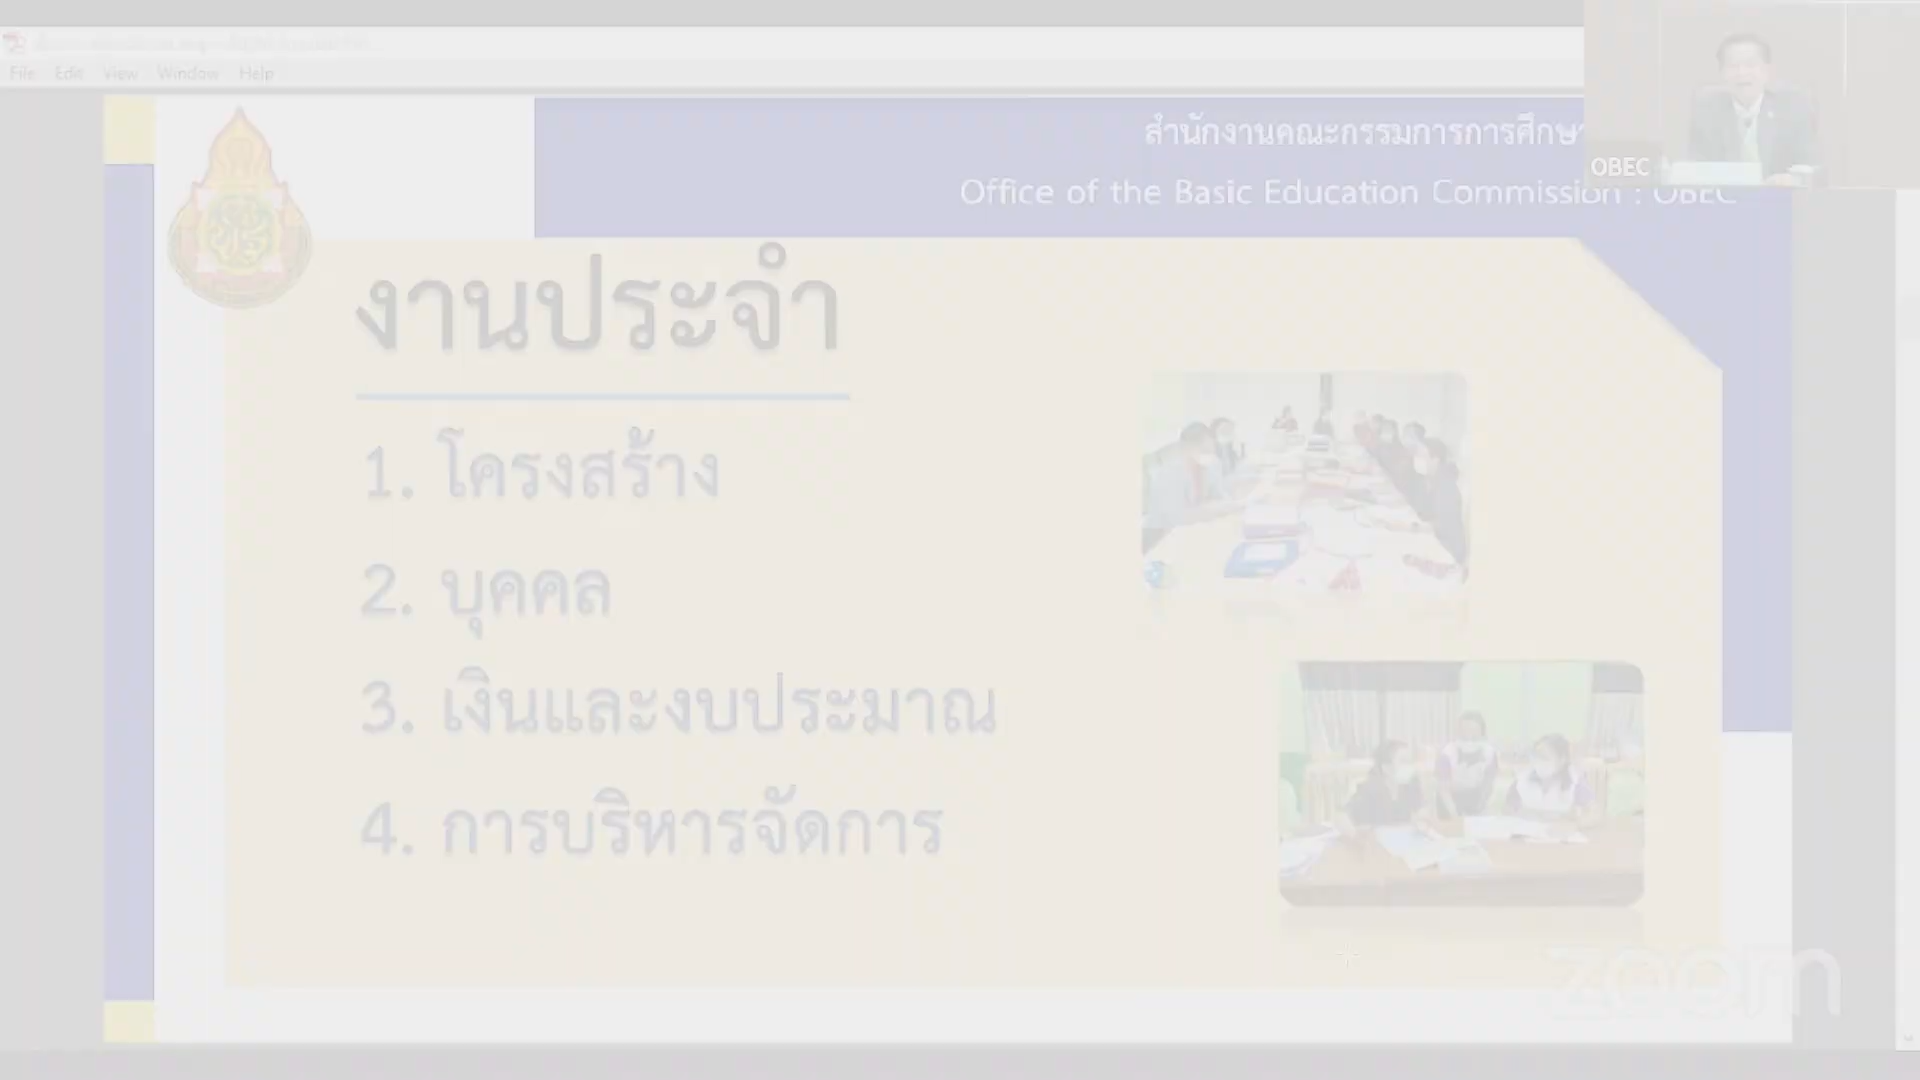 File Edit View Window Help
สำนักงานคณะกรรมการการศึกษา
OBEC
Office of the Basic Education Commission : OBEC
งานประจำ
1. โครงสร้าง
2. บุคคล
3. เงินและงบประมาณ
4. การบริหารจัดการ
zoom